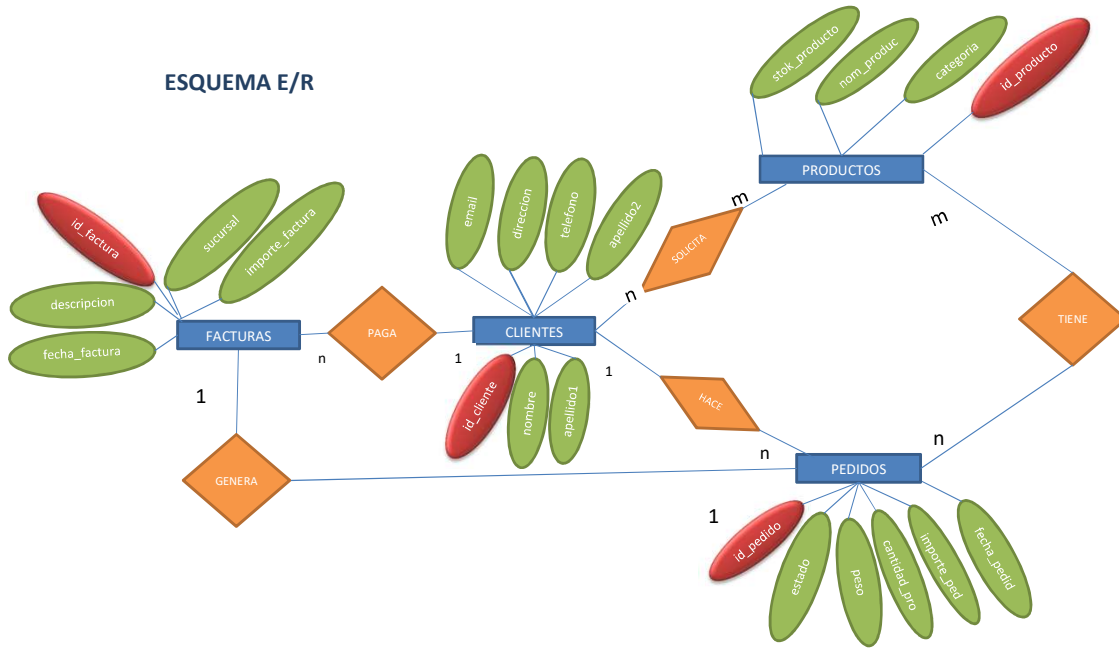 ESQUEMA E/R
stok_producto
nom_produc
categoria
id_producto
PRODUCTOS
m
m
email
direccion
telefono
apellido2
SOLICITA
n
id_factura
sucursal
importe_factura
descripcion
fecha_factura
FACTURAS
n
PAGA
1
CLIENTES
1
TIENE
id_cliente
nombre
apellido1
HACE
1
n
n
GENERA
PEDIDOS
1
id_pedido
estado
peso
cantidad_pro
importe_ped
fecha_pedid